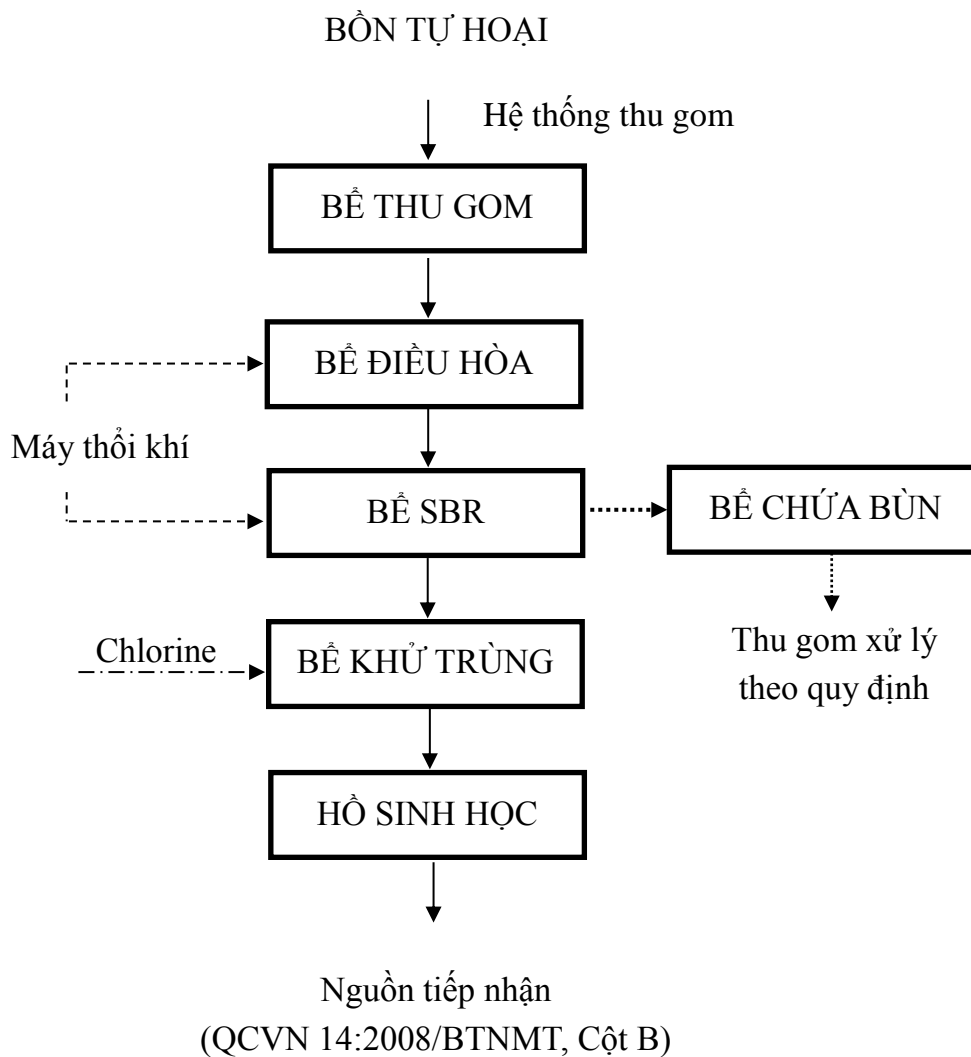 BỒN TỰ HOẠI
Hệ thống thu gom
BỂ THU GOM
BỂ ĐIỀU HÒA
Máy thổi khí
BỂ SBR
BỂ CHỨA BÙN
Chlorine
BỂ KHỬ TRÙNG
Thu gom xử lý
theo quy định
HỒ SINH HỌC
Nguồn tiếp nhận
(QCVN 14:2008/BTNMT, Cột B)